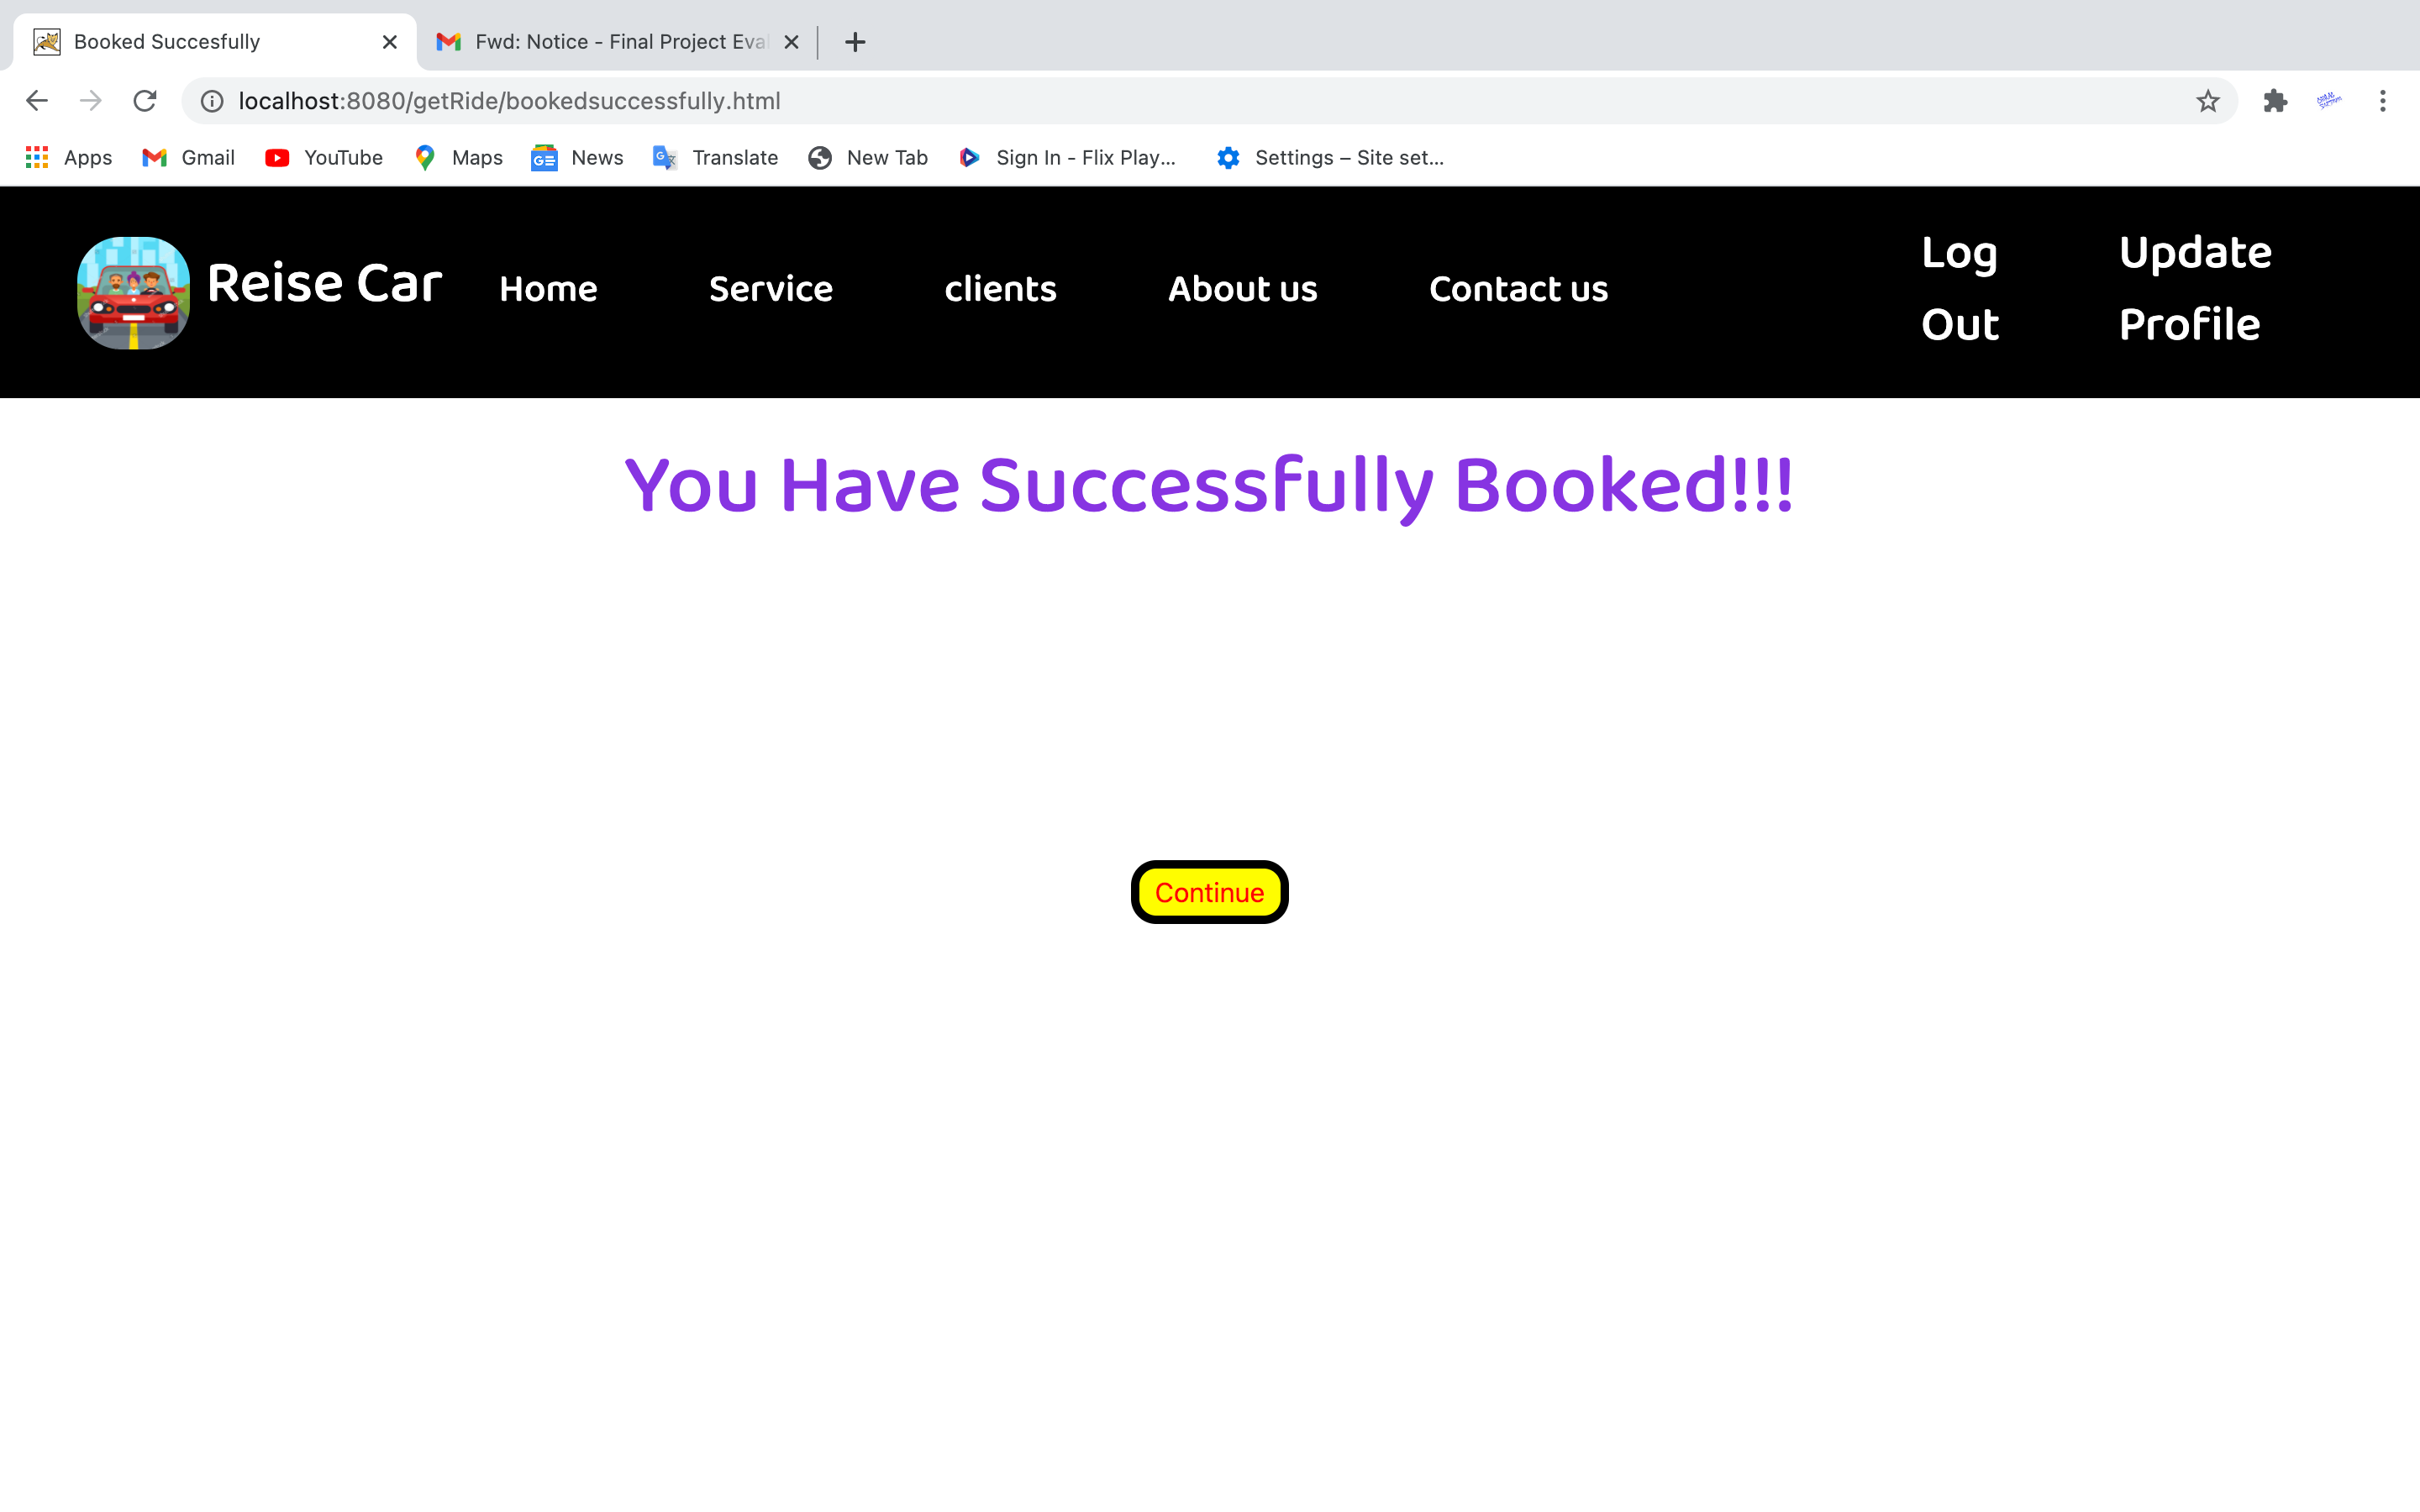 Booked Succesfully
Fwd: Notice - Final Project Eval
localhost:8080/getRide/bookedsuccessfully.html
Apps Gmail YouTube Maps News Translate New Tab Sign In - Flix Play... Settings – Site set...
Reise Car Home Service clients About us Contact us
Log Out
Update Profile
You Have Successfully Booked!!!
Continue